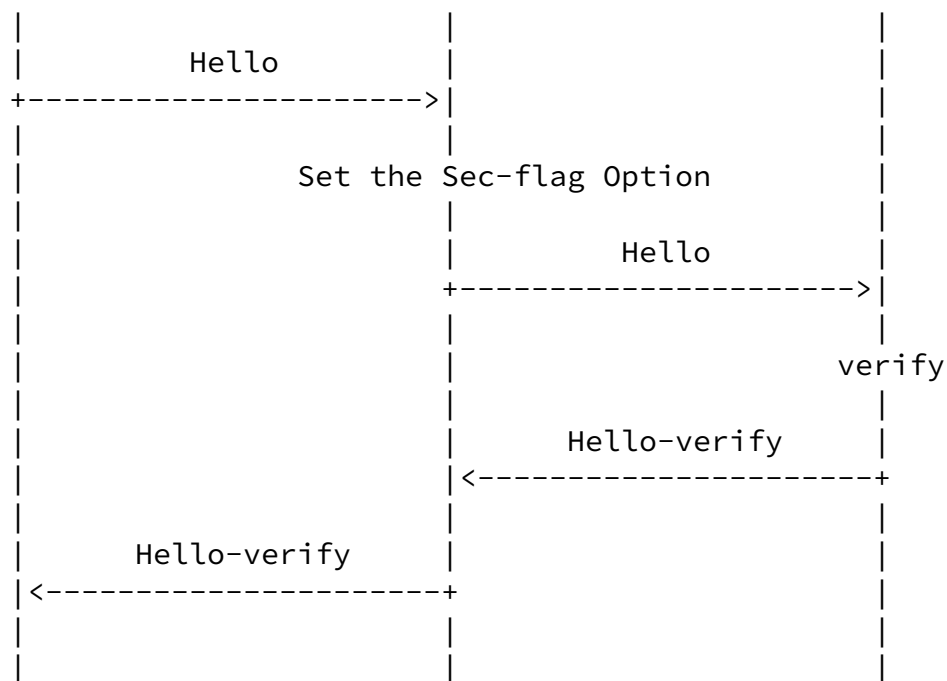 Hello
Set the Sec-flag Option
Hello
verify
Hello-verify
Hello-verify